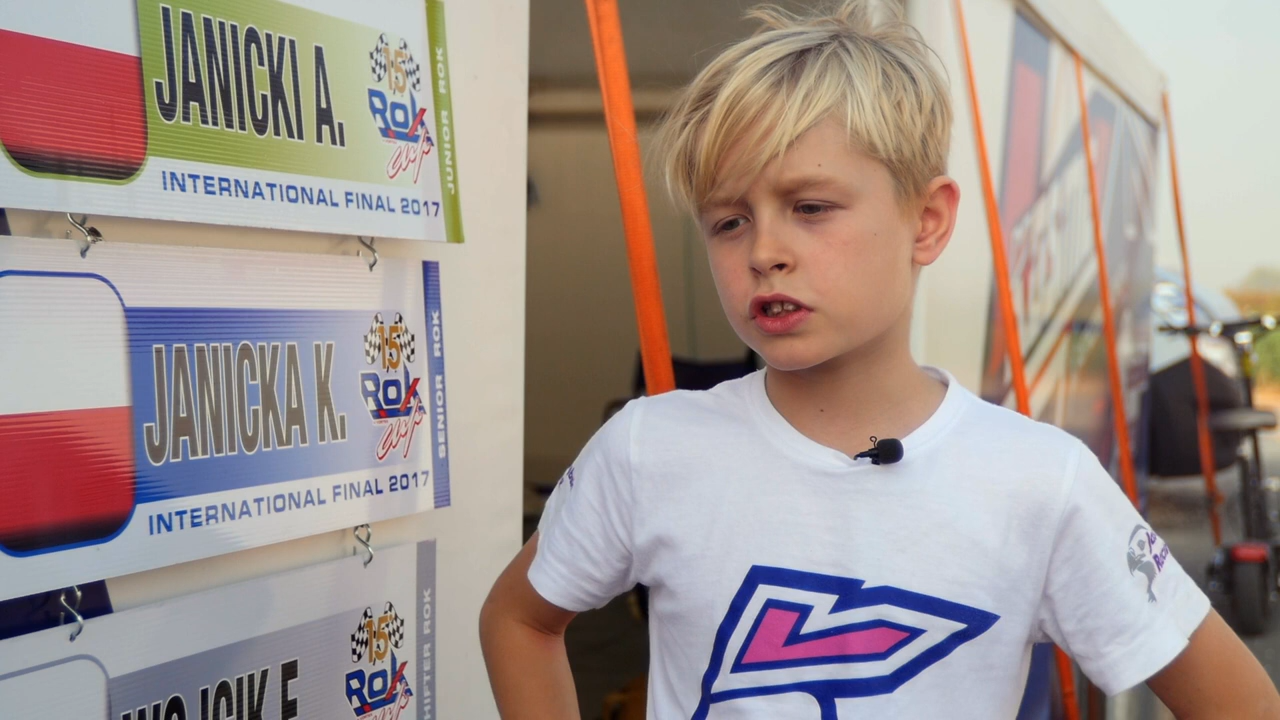 JANICKI A.
15
ROK
cup
JUNIOR ROK
INTERNATIONAL FINAL 2017
JANICKA K.
15
ROK
cup
SENIOR ROK
INTERNATIONAL FINAL 2017
WOJCIK F.
15
ROK
SHIFTER ROK